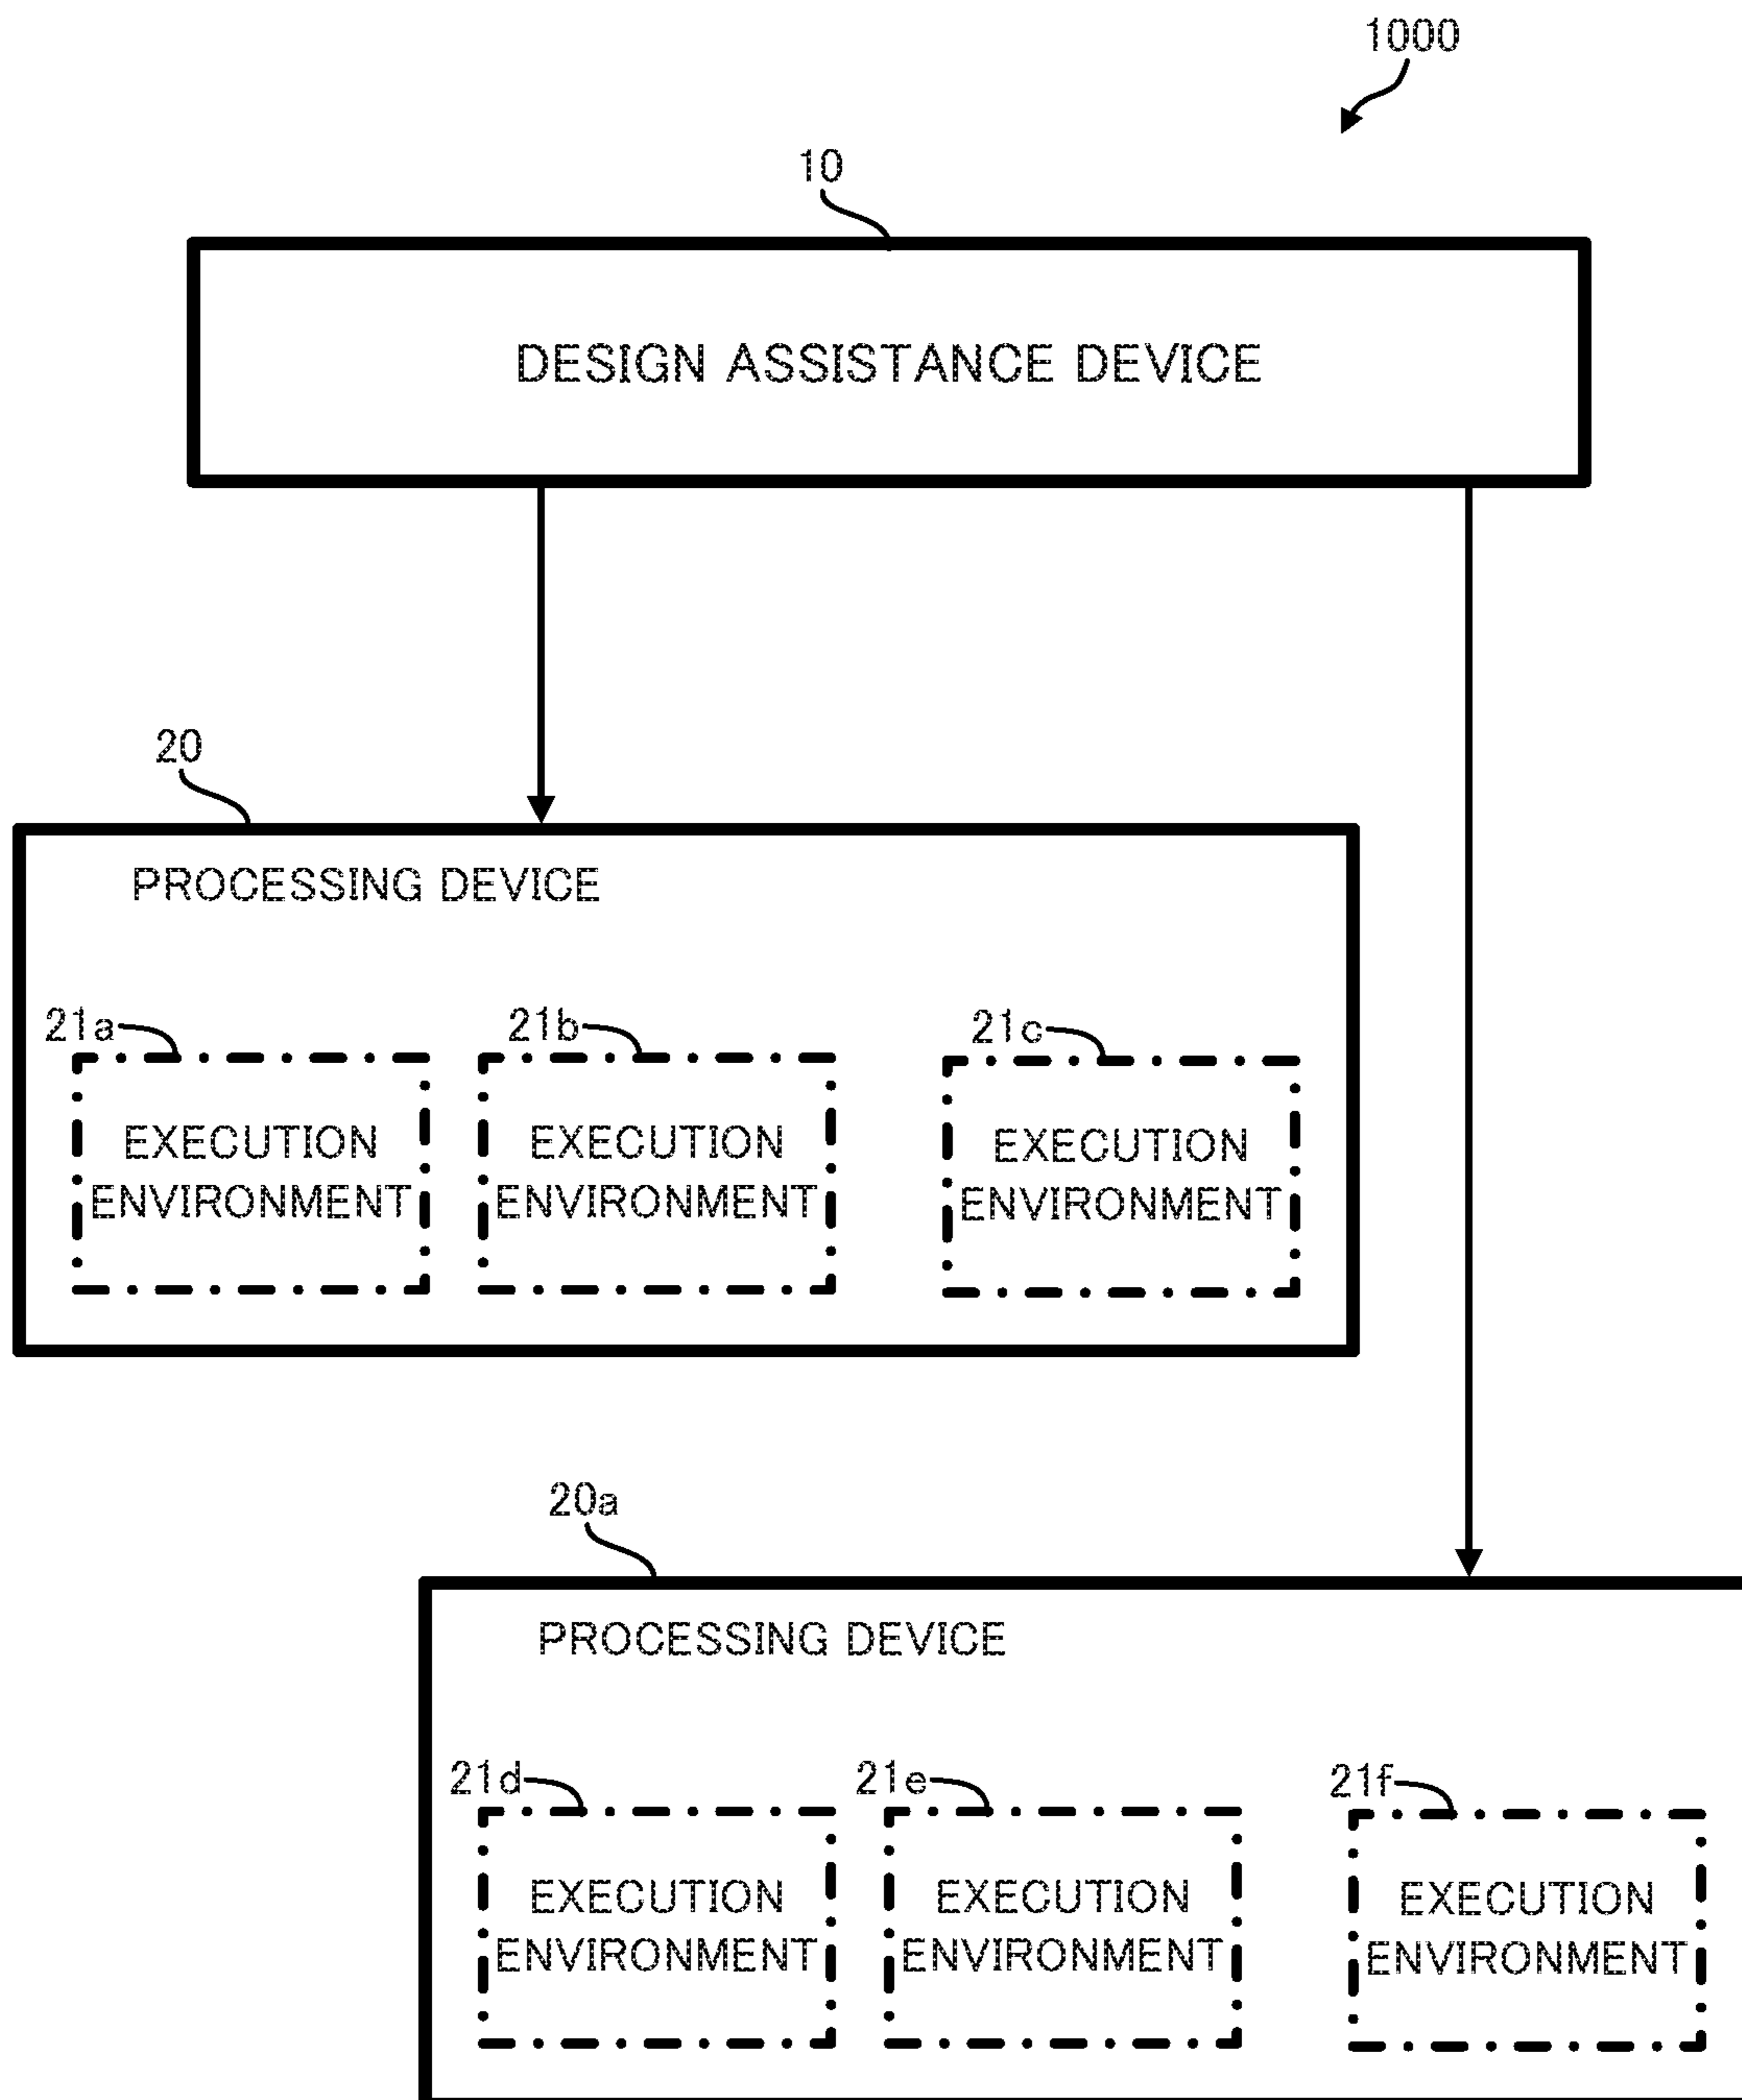 1000
10
DESIGN ASSISTANCE DEVICE
20
PROCESSING DEVICE
21a
21b
21c
EXECUTION
ENVIRONMENT
EXECUTION
ENVIRONMENT
EXECUTION
ENVIRONMENT
20a
PROCESSING DEVICE
21d
21e
21f
EXECUTION
ENVIRONMENT
EXECUTION
ENVIRONMENT
EXECUTION
ENVIRONMENT